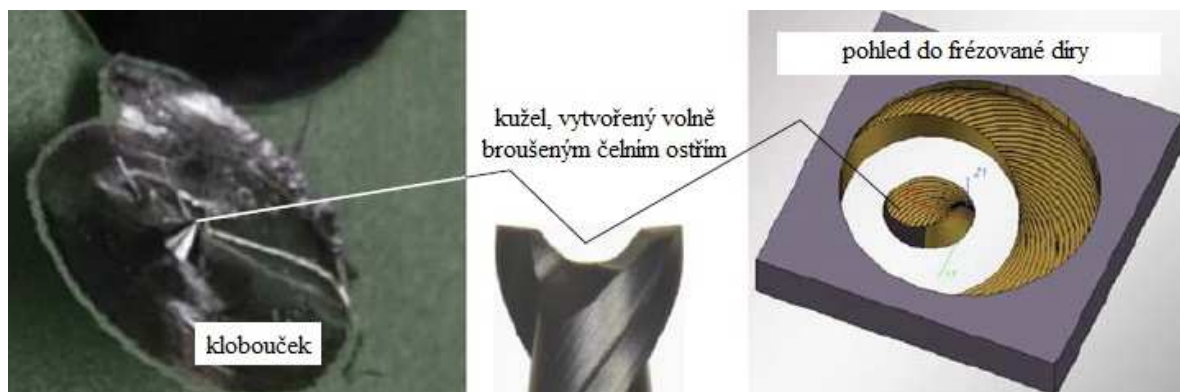 pohled do frézované díry
kužel, vytvořený volně
broušeným čelním ostřím
klobouček